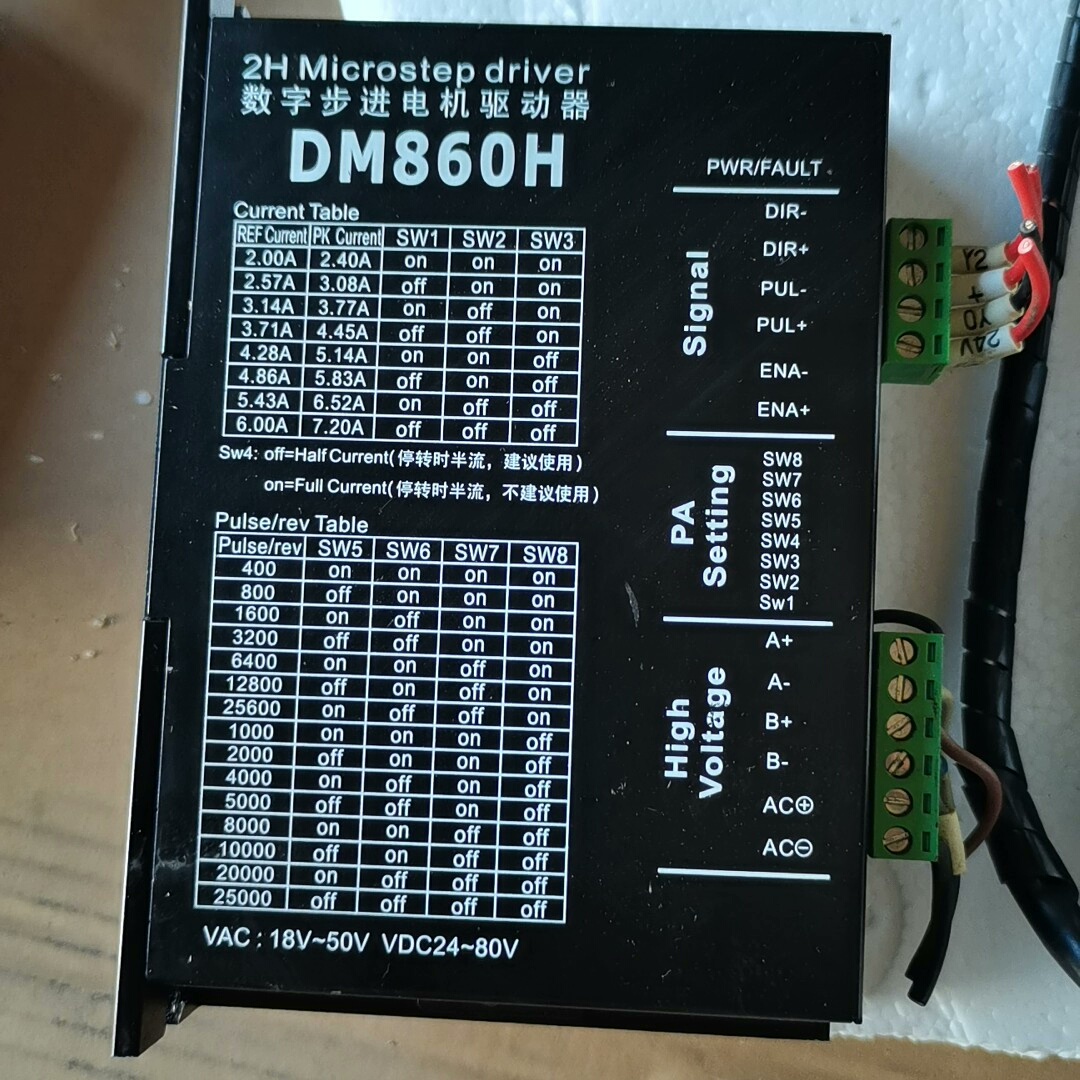 2H Microstep driver
数字步进电机驱动器
DM860H
Current Table
REF Current PK Current SW1 SW2 SW3
2.00A 2.40A on on on
2.57A 3.08A off on on
3.14A 3.77A on off on
3.71A 4.45A off off on
4.28A 5.14A on on off
4.86A 5.83A off on off
5.43A 6.52A on off off
6.00A 7.20A off off off
Sw4: off=Half Current(停转时半流，建议使用)
on=Full Current(停转时半流，不建议使用)
Pulse/rev Table
Pulse/rev SW5 SW6 SW7 SW8
400 on on on on
800 off on on on
1600 on off on on
3200 off off on on
6400 on on off on
12800 off on off on
25600 on off off on
1000 on on on off
2000 off on on off
4000 on off on off
5000 off off on off
8000 on on off off
10000 off on off off
20000 on off off off
25000 off off off off
VAC : 18V~50V VDC24~80V
PWR/FAULT
Signal
DIR-
DIR+
PUL-
PUL+
ENA-
ENA+
PA Setting
SW8
SW7
SW6
SW5
SW4
SW3
SW2
Sw1
High Voltage
A+
A-
B+
B-
AC⊕
AC⊖
Y2
+
Y0
24V